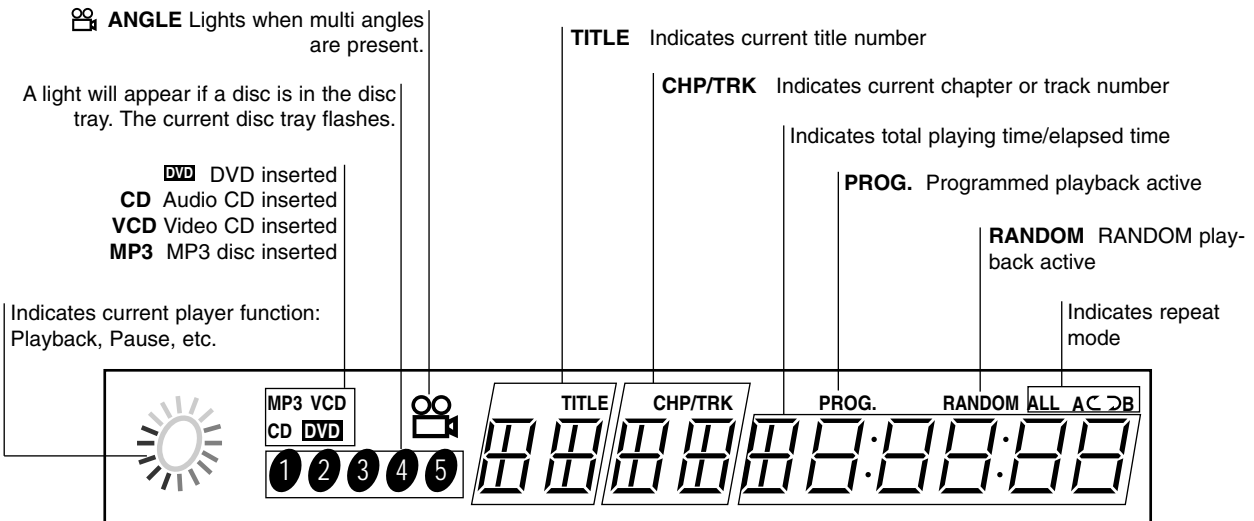 ANGLE Lights when multi angles
are present.
TITLE Indicates current title number
A light will appear if a disc is in the disc
tray. The current disc tray flashes.
CHP/TRK Indicates current chapter or track number
Indicates total playing time/elapsed time
DVD DVD inserted
CD Audio CD inserted
VCD Video CD inserted
MP3 MP3 disc inserted
PROG. Programmed playback active
RANDOM RANDOM play-
back active
Indicates current player function:
Playback, Pause, etc.
Indicates repeat
mode
MP3 VCD
CD DVD
1 2 3 4 5
TITLE
CHP/TRK
PROG.
RANDOM
ALL A B